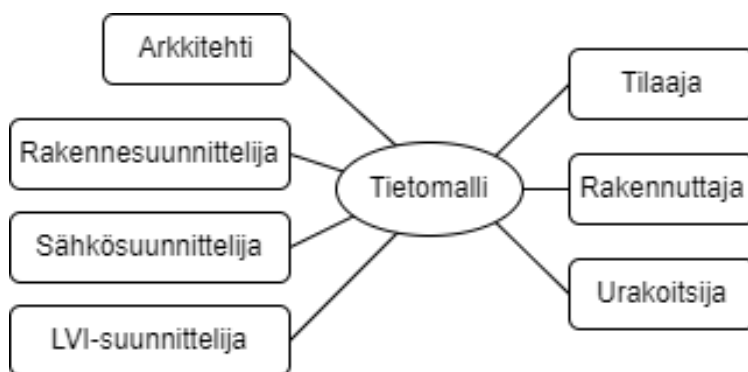 Arkkitehti
Rakennesuunnittelija
Sähkösuunnittelija
LVI-suunnittelija
Tietomalli
Tilaaja
Rakennuttaja
Urakoitsija